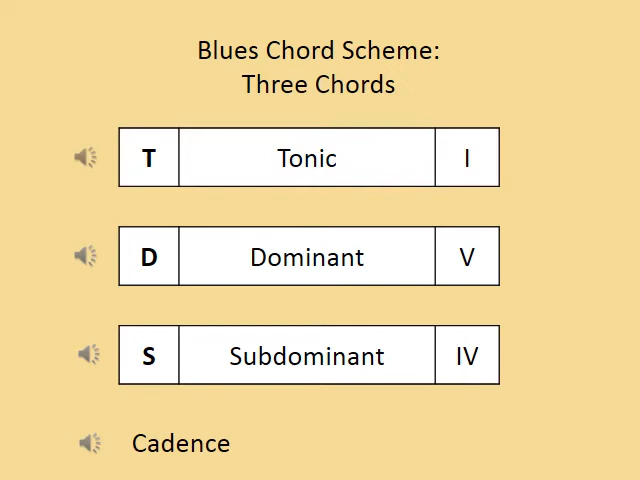 Blues Chord Scheme:
Three Chords
T Tonic I
D Dominant V
S Subdominant IV
Cadence